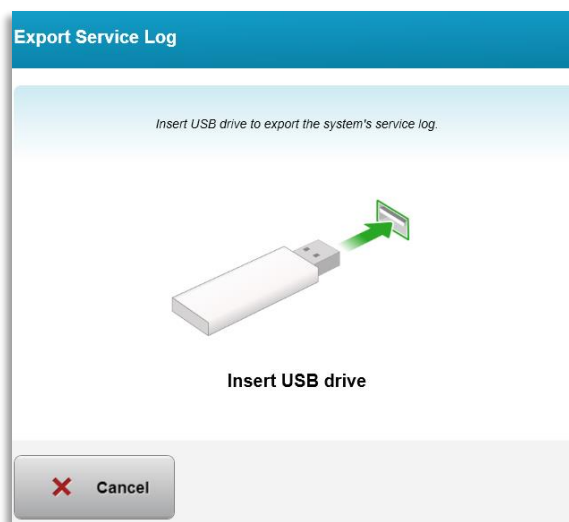 Export Service Log
Insert USB drive to export the system's service log.
Insert USB drive
Cancel